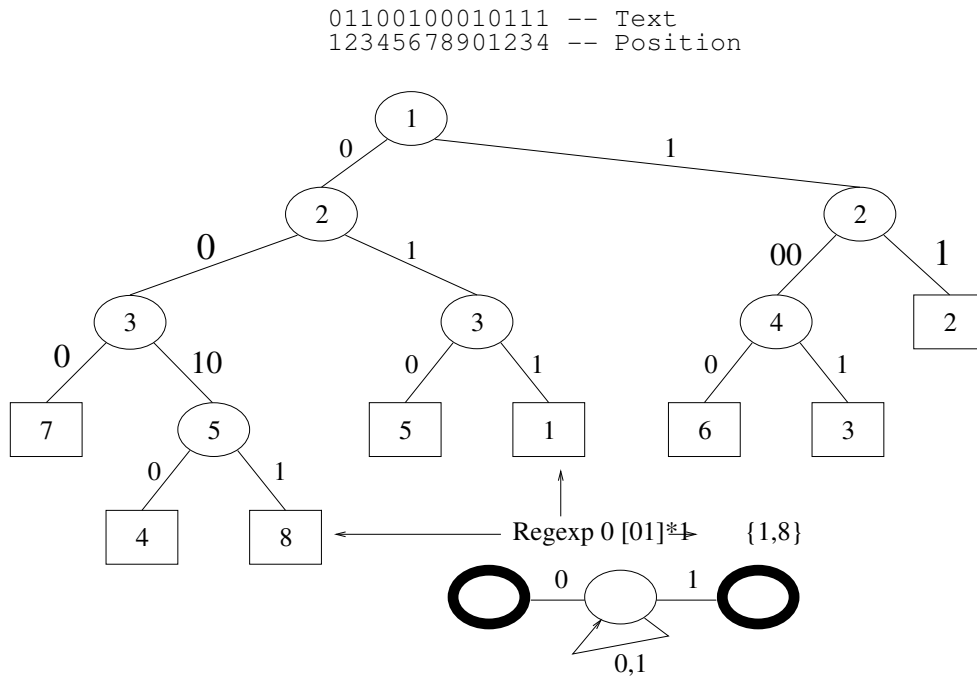 01100100010111 -- Text
12345678901234 -- Position
1
0 1
2 2
0 1 00 1
3 3 4 2
0 10 0 1 0 1
7 5 5 1 6 3
0 1
4 8 Regexp 0 [01]*1 {1,8}
0 1
0,1